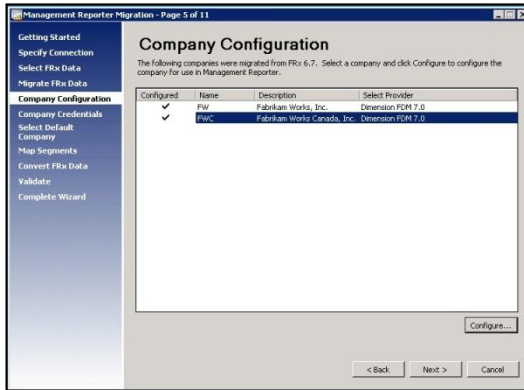 Management Reporter Migration - Page 5 of 11
Getting Started
Specify Connection
Select FRx Data
Migrate FRx Data
Company Configuration
Company Credentials
Select Default
Company
Map Segments
Convert FRx Data
Validate
Complete Wizard
Company Configuration
The following companies were migrated from FRx 6.7. Select a company and click Configure to configure the
company for use in Management Reporter.
Configured Name Description Select Provider
FW Fabrikam Works, Inc. Dimension FDM 7.0
FWC Fabrikam Works Canada, Inc. Dimension FDM 7.0
Configure...
< Back Next > Cancel